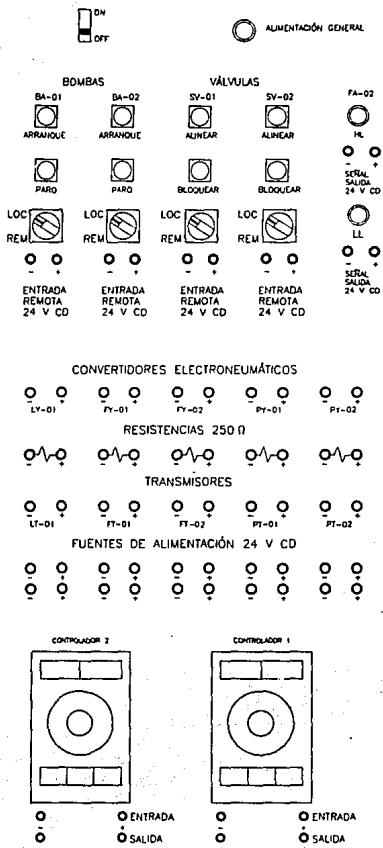 ON
OFF
ALIMENTACIÓN GENERAL
BOMBAS VÁLVULAS
BA-01 BA-02 SV-01 SV-02 FA-02
ARRANQUE ARRANQUE ALINEAR ALINEAR HL
- +
SEÑAL
SALIDA
24 V CD
PARO PARO BLOQUEAR BLOQUEAR
LL
- +
SEÑAL
SALIDA
24 V CD
LOC LOC LOC LOC
REM REM REM REM
- + - + - + - +
ENTRADA ENTRADA ENTRADA ENTRADA
REMOTA REMOTA REMOTA REMOTA
24 V CD 24 V CD 24 V CD 24 V CD
CONVERTIDORES ELECTRONEUMÁTICOS
- + - + - + - + - +
LY-01 FY-01 FY-02 PY-01 PY-02
RESISTENCIAS 250 Ω
- + - + - + - + - +
TRANSMISORES
- + - + - + - + - +
LT-01 FT-01 FT-02 PT-01 PT-02
FUENTES DE ALIMENTACIÓN 24 V CD
- + - + - + - + - +
- + - + - + - + - +
CONTROLADOR 2 CONTROLADOR 1
- + ENTRADA - + ENTRADA
- + SALIDA - + SALIDA